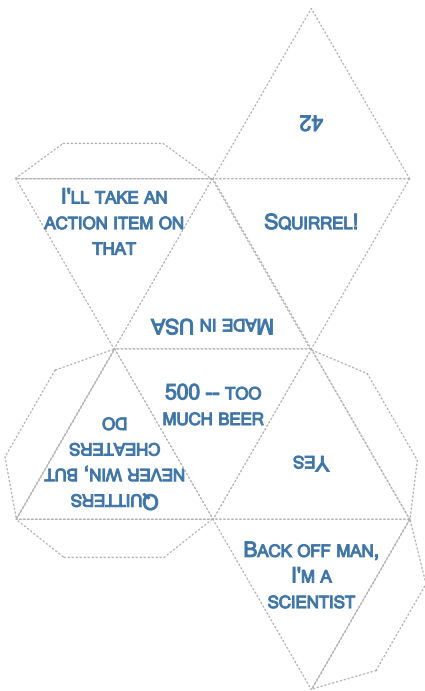 42
I'LL TAKE AN
ACTION ITEM ON
THAT
SQUIRREL!
MADE IN USA
500 -- TOO
MUCH BEER
QUITTERS
NEVER WIN, BUT
CHEATERS
DO
YES
BACK OFF MAN,
I'M A
SCIENTIST